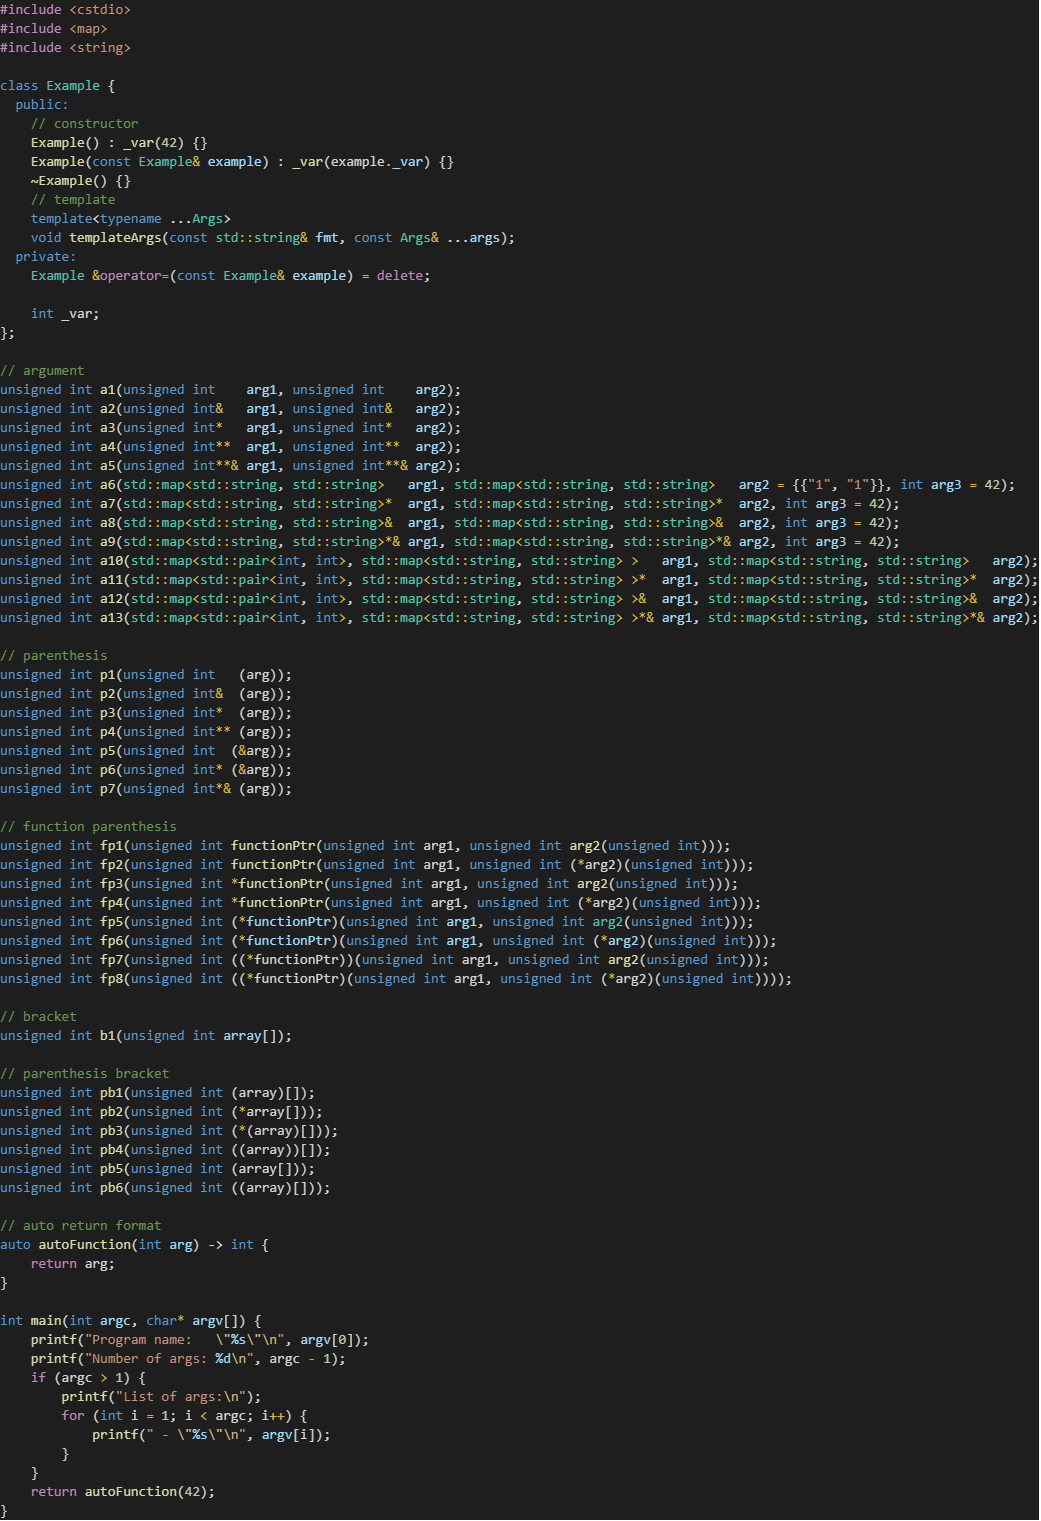 #include <cstdio>
#include <map>
#include <string>

class Example {
  public:
    // constructor
    Example() : _var(42) {}
    Example(const Example& example) : _var(example._var) {}
    ~Example() {}
    // template
    template<typename ...Args>
    void templateArgs(const std::string& fmt, const Args& ...args);
  private:
    Example &operator=(const Example& example) = delete;

    int _var;
};

// argument
unsigned int a1(unsigned int    arg1, unsigned int    arg2);
unsigned int a2(unsigned int&   arg1, unsigned int&   arg2);
unsigned int a3(unsigned int*   arg1, unsigned int*   arg2);
unsigned int a4(unsigned int**  arg1, unsigned int**  arg2);
unsigned int a5(unsigned int**& arg1, unsigned int**& arg2);
unsigned int a6(std::map<std::string, std::string>   arg1, std::map<std::string, std::string>   arg2 = {{"1", "1"}}, int arg3 = 42);
unsigned int a7(std::map<std::string, std::string>*  arg1, std::map<std::string, std::string>*  arg2, int arg3 = 42);
unsigned int a8(std::map<std::string, std::string>&  arg1, std::map<std::string, std::string>&  arg2, int arg3 = 42);
unsigned int a9(std::map<std::string, std::string>*& arg1, std::map<std::string, std::string>*& arg2, int arg3 = 42);
unsigned int a10(std::map<std::pair<int, int>, std::map<std::string, std::string> >   arg1, std::map<std::string, std::string>   arg2);
unsigned int a11(std::map<std::pair<int, int>, std::map<std::string, std::string> >*  arg1, std::map<std::string, std::string>*  arg2);
unsigned int a12(std::map<std::pair<int, int>, std::map<std::string, std::string> >&  arg1, std::map<std::string, std::string>&  arg2);
unsigned int a13(std::map<std::pair<int, int>, std::map<std::string, std::string> >*& arg1, std::map<std::string, std::string>*& arg2);

// parenthesis
unsigned int p1(unsigned int   (arg));
unsigned int p2(unsigned int&  (arg));
unsigned int p3(unsigned int*  (arg));
unsigned int p4(unsigned int** (arg));
unsigned int p5(unsigned int  (&arg));
unsigned int p6(unsigned int* (&arg));
unsigned int p7(unsigned int*& (arg));

// function parenthesis
unsigned int fp1(unsigned int functionPtr(unsigned int arg1, unsigned int arg2(unsigned int)));
unsigned int fp2(unsigned int functionPtr(unsigned int arg1, unsigned int (*arg2)(unsigned int)));
unsigned int fp3(unsigned int *functionPtr(unsigned int arg1, unsigned int arg2(unsigned int)));
unsigned int fp4(unsigned int *functionPtr(unsigned int arg1, unsigned int (*arg2)(unsigned int)));
unsigned int fp5(unsigned int (*functionPtr)(unsigned int arg1, unsigned int arg2(unsigned int)));
unsigned int fp6(unsigned int (*functionPtr)(unsigned int arg1, unsigned int (*arg2)(unsigned int)));
unsigned int fp7(unsigned int ((*functionPtr))(unsigned int arg1, unsigned int arg2(unsigned int)));
unsigned int fp8(unsigned int ((*functionPtr)(unsigned int arg1, unsigned int (*arg2)(unsigned int))));

// bracket
unsigned int b1(unsigned int array[]);

// parenthesis bracket
unsigned int pb1(unsigned int (array)[]);
unsigned int pb2(unsigned int (*array[]));
unsigned int pb3(unsigned int (*(array)[]));
unsigned int pb4(unsigned int ((array))[]);
unsigned int pb5(unsigned int (array[]));
unsigned int pb6(unsigned int ((array)[]));

// auto return format
auto autoFunction(int arg) -> int {
    return arg;
}

int main(int argc, char* argv[]) {
    printf("Program name:   \"%s\"\n", argv[0]);
    printf("Number of args: %d\n", argc - 1);
    if (argc > 1) {
        printf("List of args:\n");
        for (int i = 1; i < argc; i++) {
            printf(" - \"%s\"\n", argv[i]);
        }
    }
    return autoFunction(42);
}